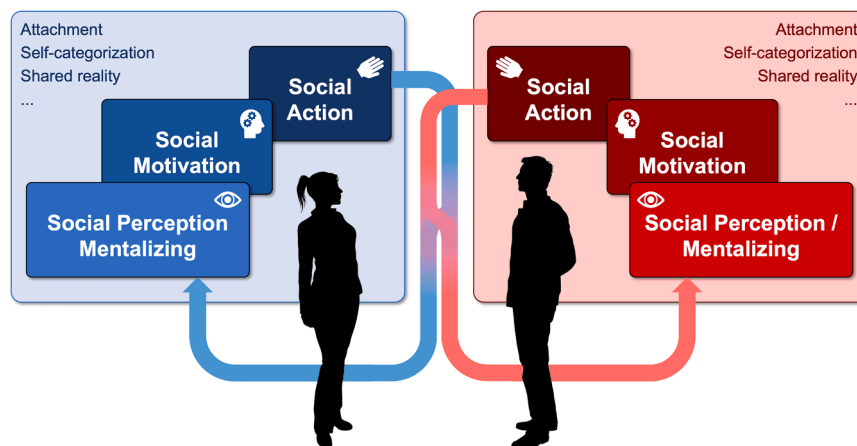 Attachment
Self-categorization
Shared reality
...
Social
Action
Social
Motivation
Social Perception
Mentalizing
Attachment
Self-categorization
Shared reality
...
Social
Action
Social
Motivation
Social Perception /
Mentalizing